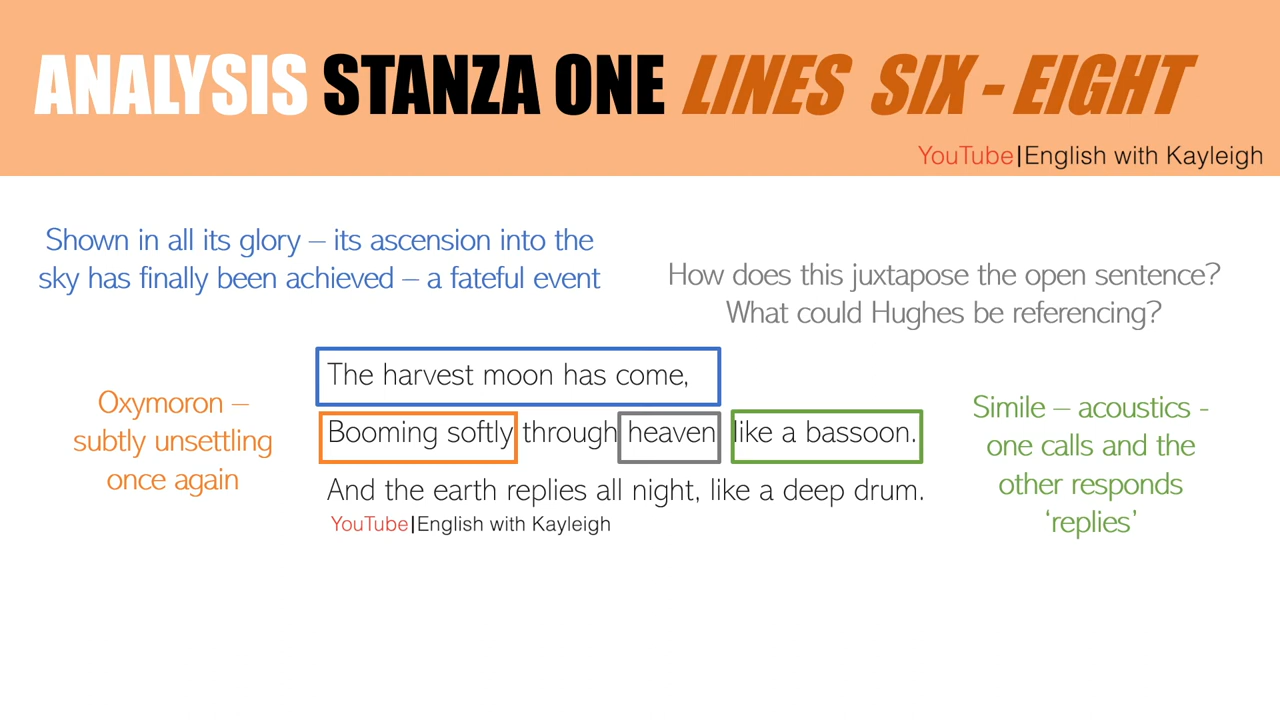 ANALYSIS STANZA ONE LINES SIX - EIGHT
YouTube|English with Kayleigh
Shown in all its glory – its ascension into the
sky has finally been achieved – a fateful event
How does this juxtapose the open sentence?
What could Hughes be referencing?
Oxymoron –
subtly unsettling
once again
The harvest moon has come,
Booming softly through heaven, like a bassoon.
And the earth replies all night, like a deep drum.
YouTube|English with Kayleigh
Simile – acoustics -
one calls and the
other responds
‘replies’